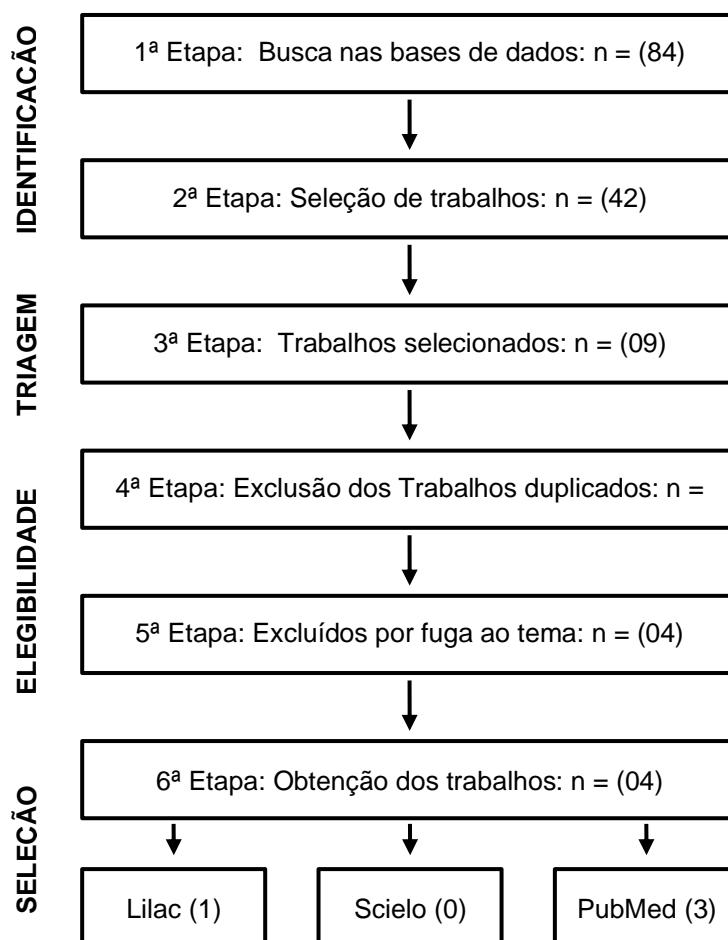 IDENTIFICAÇÃO
1ª Etapa:  Busca nas bases de dados: n = (84)
2ª Etapa: Seleção de trabalhos: n = (42)
TRIAGEM
3ª Etapa:  Trabalhos selecionados: n = (09)
ELEGIBILIDADE
4ª Etapa: Exclusão dos Trabalhos duplicados: n =
5ª Etapa: Excluídos por fuga ao tema: n = (04)
SELEÇÃO
6ª Etapa: Obtenção dos trabalhos: n = (04)
Lilac (1)
Scielo (0)
PubMed (3)